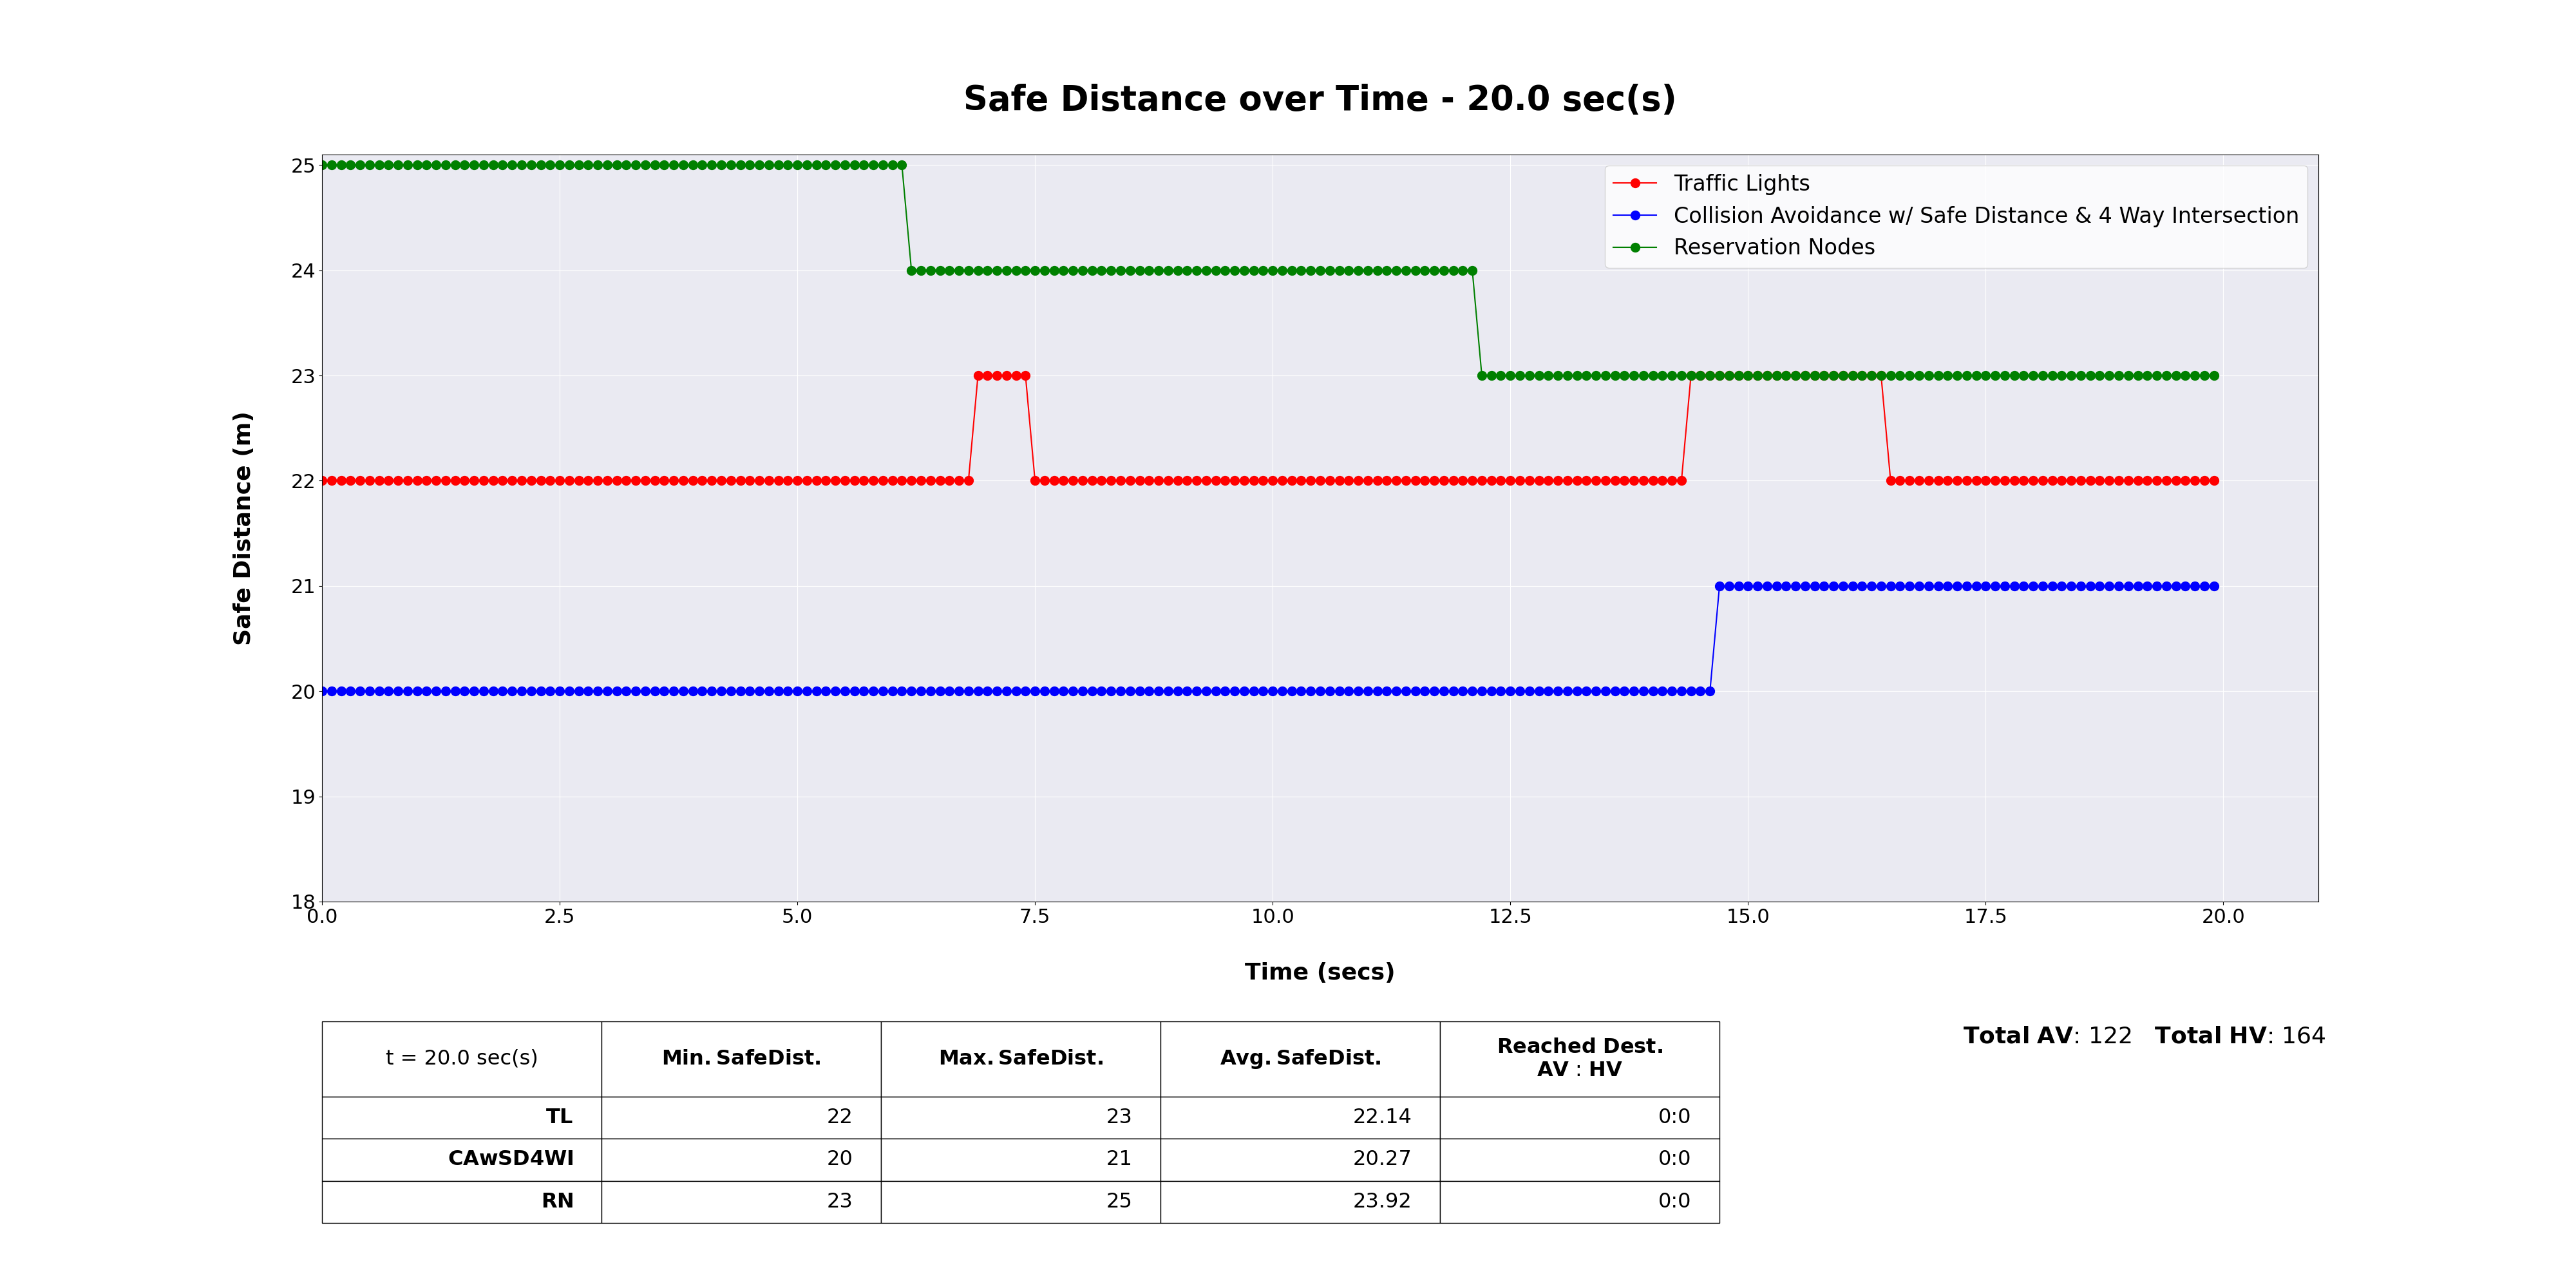 Safe Distance over Time - 20.0 sec(s)
25
24
23
22
21
20
19
18
Safe Distance (m)
Traffic Lights
Collision Avoidance w/ Safe Distance & 4 Way Intersection
Reservation Nodes
0.0 2.5 5.0 7.5 10.0 12.5 15.0 17.5 20.0
Time (secs)
t = 20.0 sec(s) Min. SafeDist. Max. SafeDist. Avg. SafeDist. Reached Dest.
AV : HV
TL 22 23 22.14 0:0
CAwSD4WI 20 21 20.27 0:0
RN 23 25 23.92 0:0
Total AV: 122 Total HV: 164